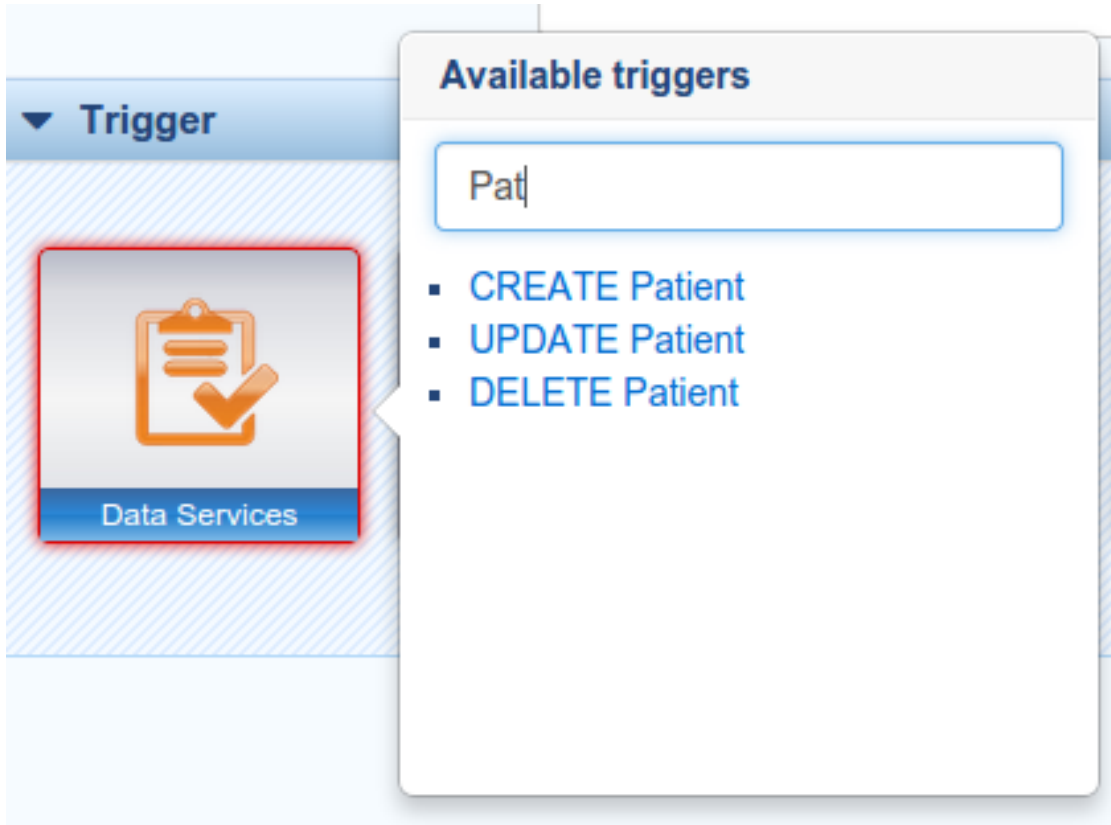 Available triggers
Trigger
Pat
CREATE Patient
UPDATE Patient
DELETE Patient
Data Services